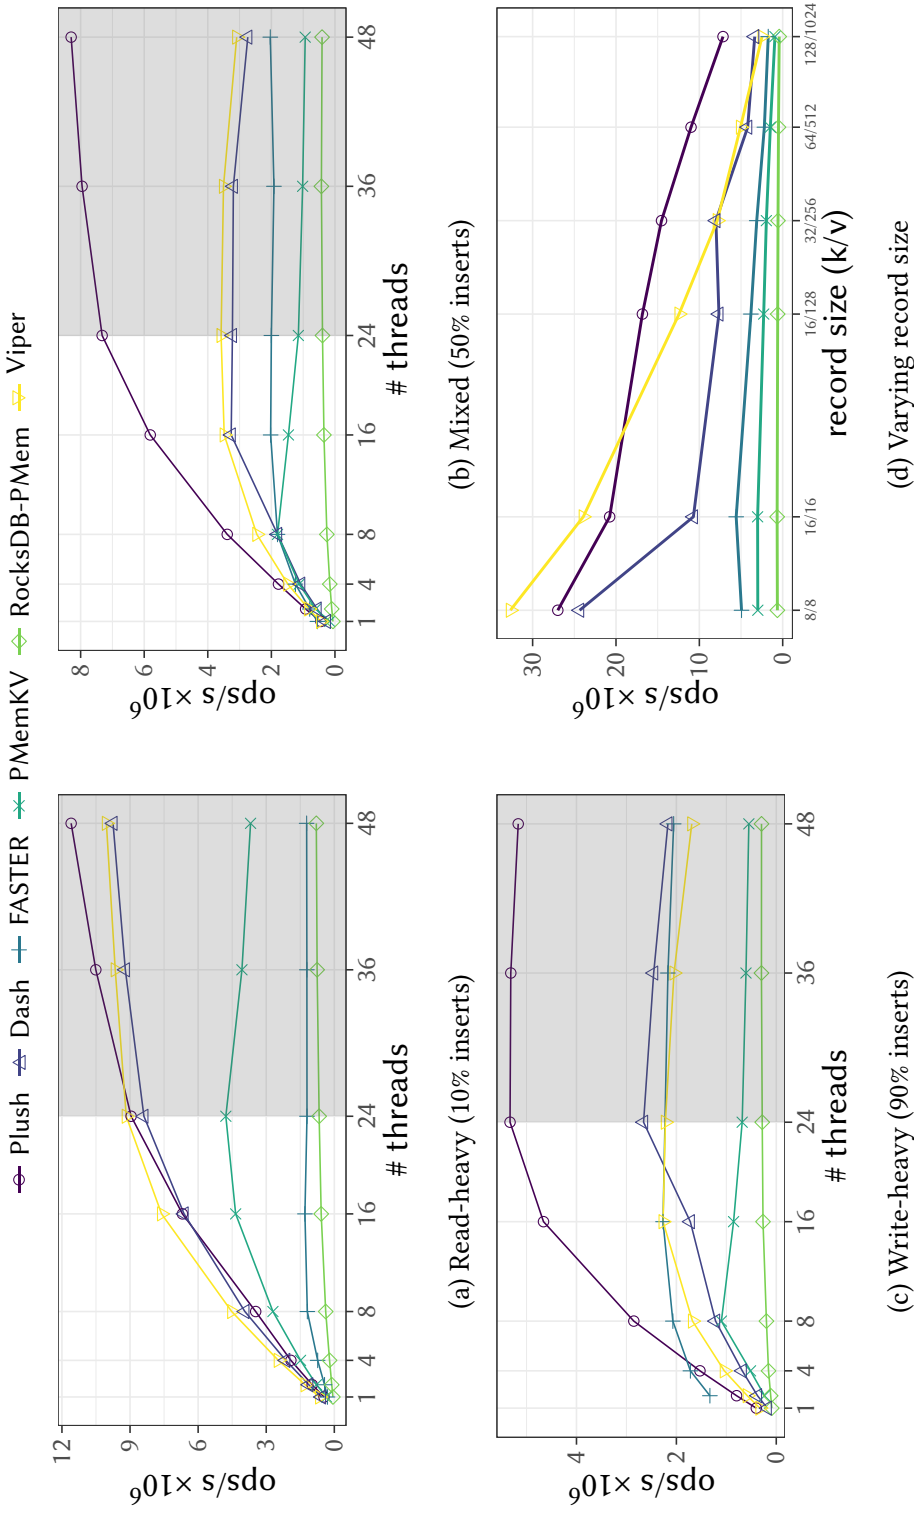 Plush Dash FASTER PMemKV RocksDB-PMem Viper
ops/s ×10⁶
12
9
6
3
0
1 4 8 16 24 36 48
# threads
(a) Read-heavy (10% inserts)
ops/s ×10⁶
8
6
4
2
0
1 4 8 16 24 36 48
# threads
(b) Mixed (50% inserts)
ops/s ×10⁶
4
2
0
1 4 8 16 24 36 48
# threads
(c) Write-heavy (90% inserts)
ops/s ×10⁶
30
20
10
0
8/8 16/16 16/128 32/256 64/512 128/1024
record size (k/v)
(d) Varying record size